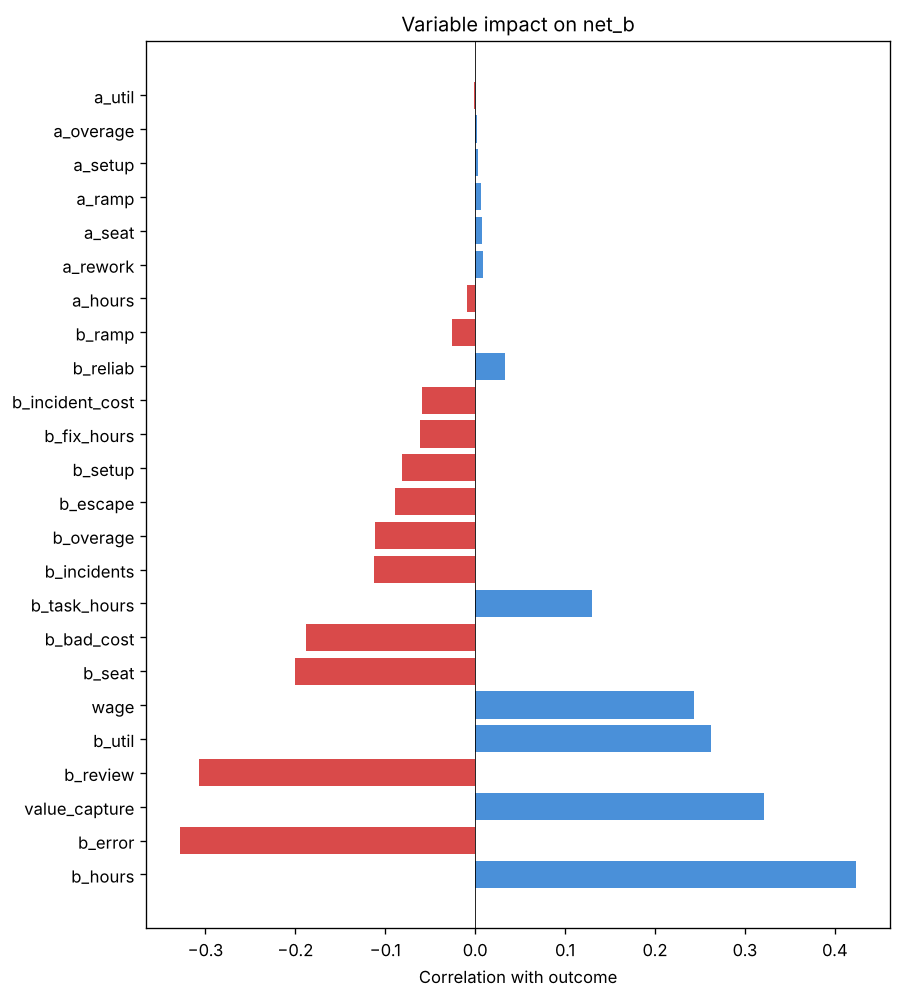 Variable impact on net_b
a_util
a_overage
a_setup
a_ramp
a_seat
a_rework
a_hours
b_ramp
b_reliab
b_incident_cost
b_fix_hours
b_setup
b_escape
b_overage
b_incidents
b_task_hours
b_bad_cost
b_seat
wage
b_util
b_review
value_capture
b_error
b_hours
−0.3 −0.2 −0.1 0.0 0.1 0.2 0.3 0.4
Correlation with outcome